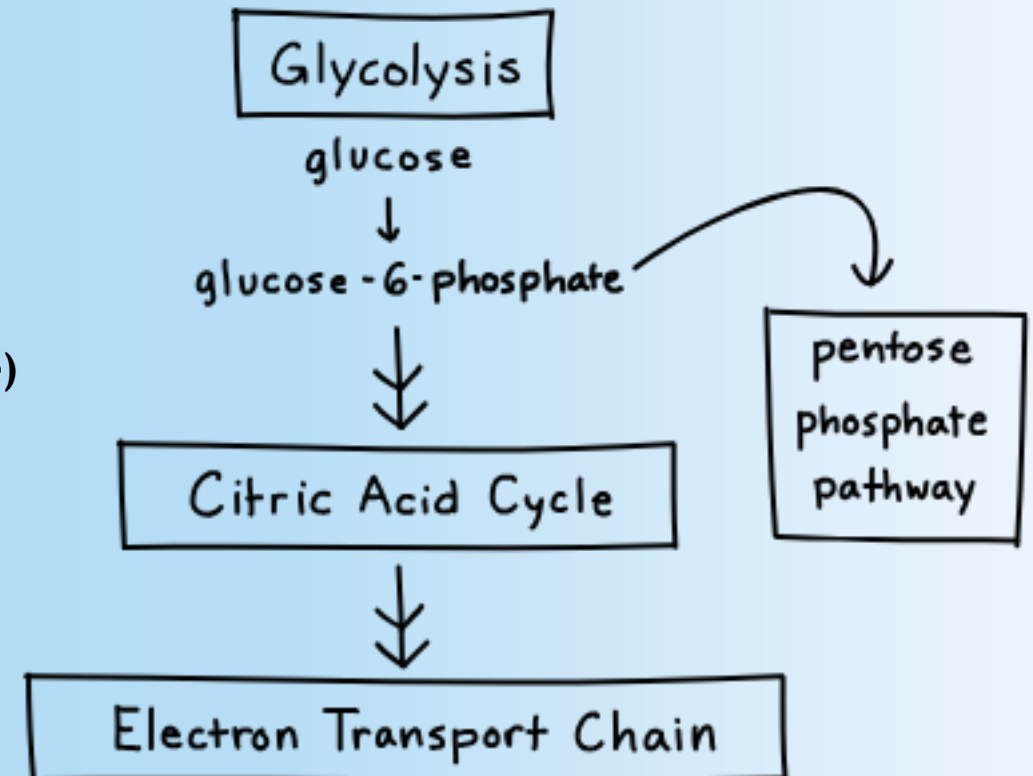 Glycolysis
glucose
glucose-6-phosphate
)
pentose
phosphate
pathway
Citric Acid Cycle
Electron Transport Chain